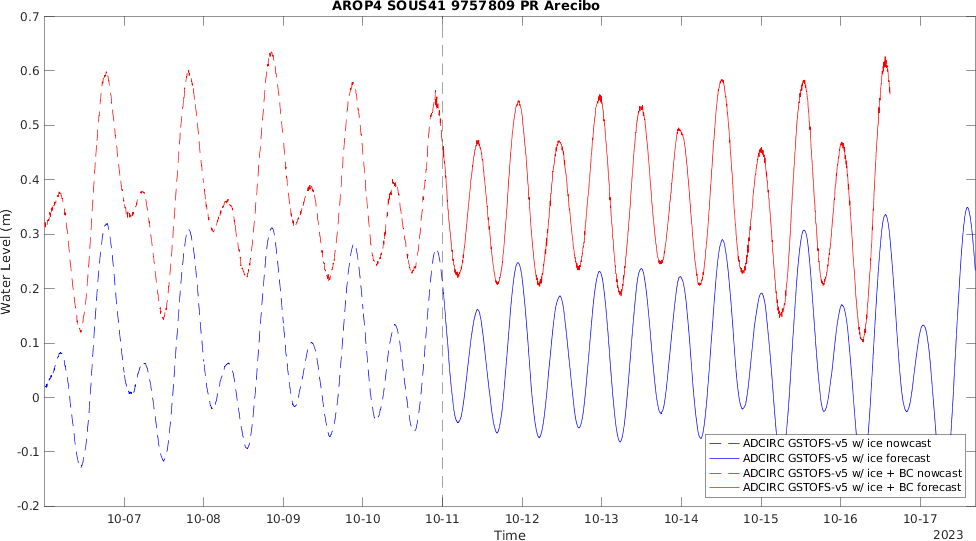 AROP4 SOUS41 9757809 PR Arecibo
0.7
0.6
0.5
0.4
0.3
0.2
0.1
0
-0.1
-0.2
Water Level (m)
10-07 10-08 10-09 10-10 10-11 10-12 10-13 10-14 10-15 10-16 10-17
2023
Time
ADCIRC GSTOFS-v5 w/ ice nowcast
ADCIRC GSTOFS-v5 w/ ice forecast
ADCIRC GSTOFS-v5 w/ ice + BC nowcast
ADCIRC GSTOFS-v5 w/ ice + BC forecast